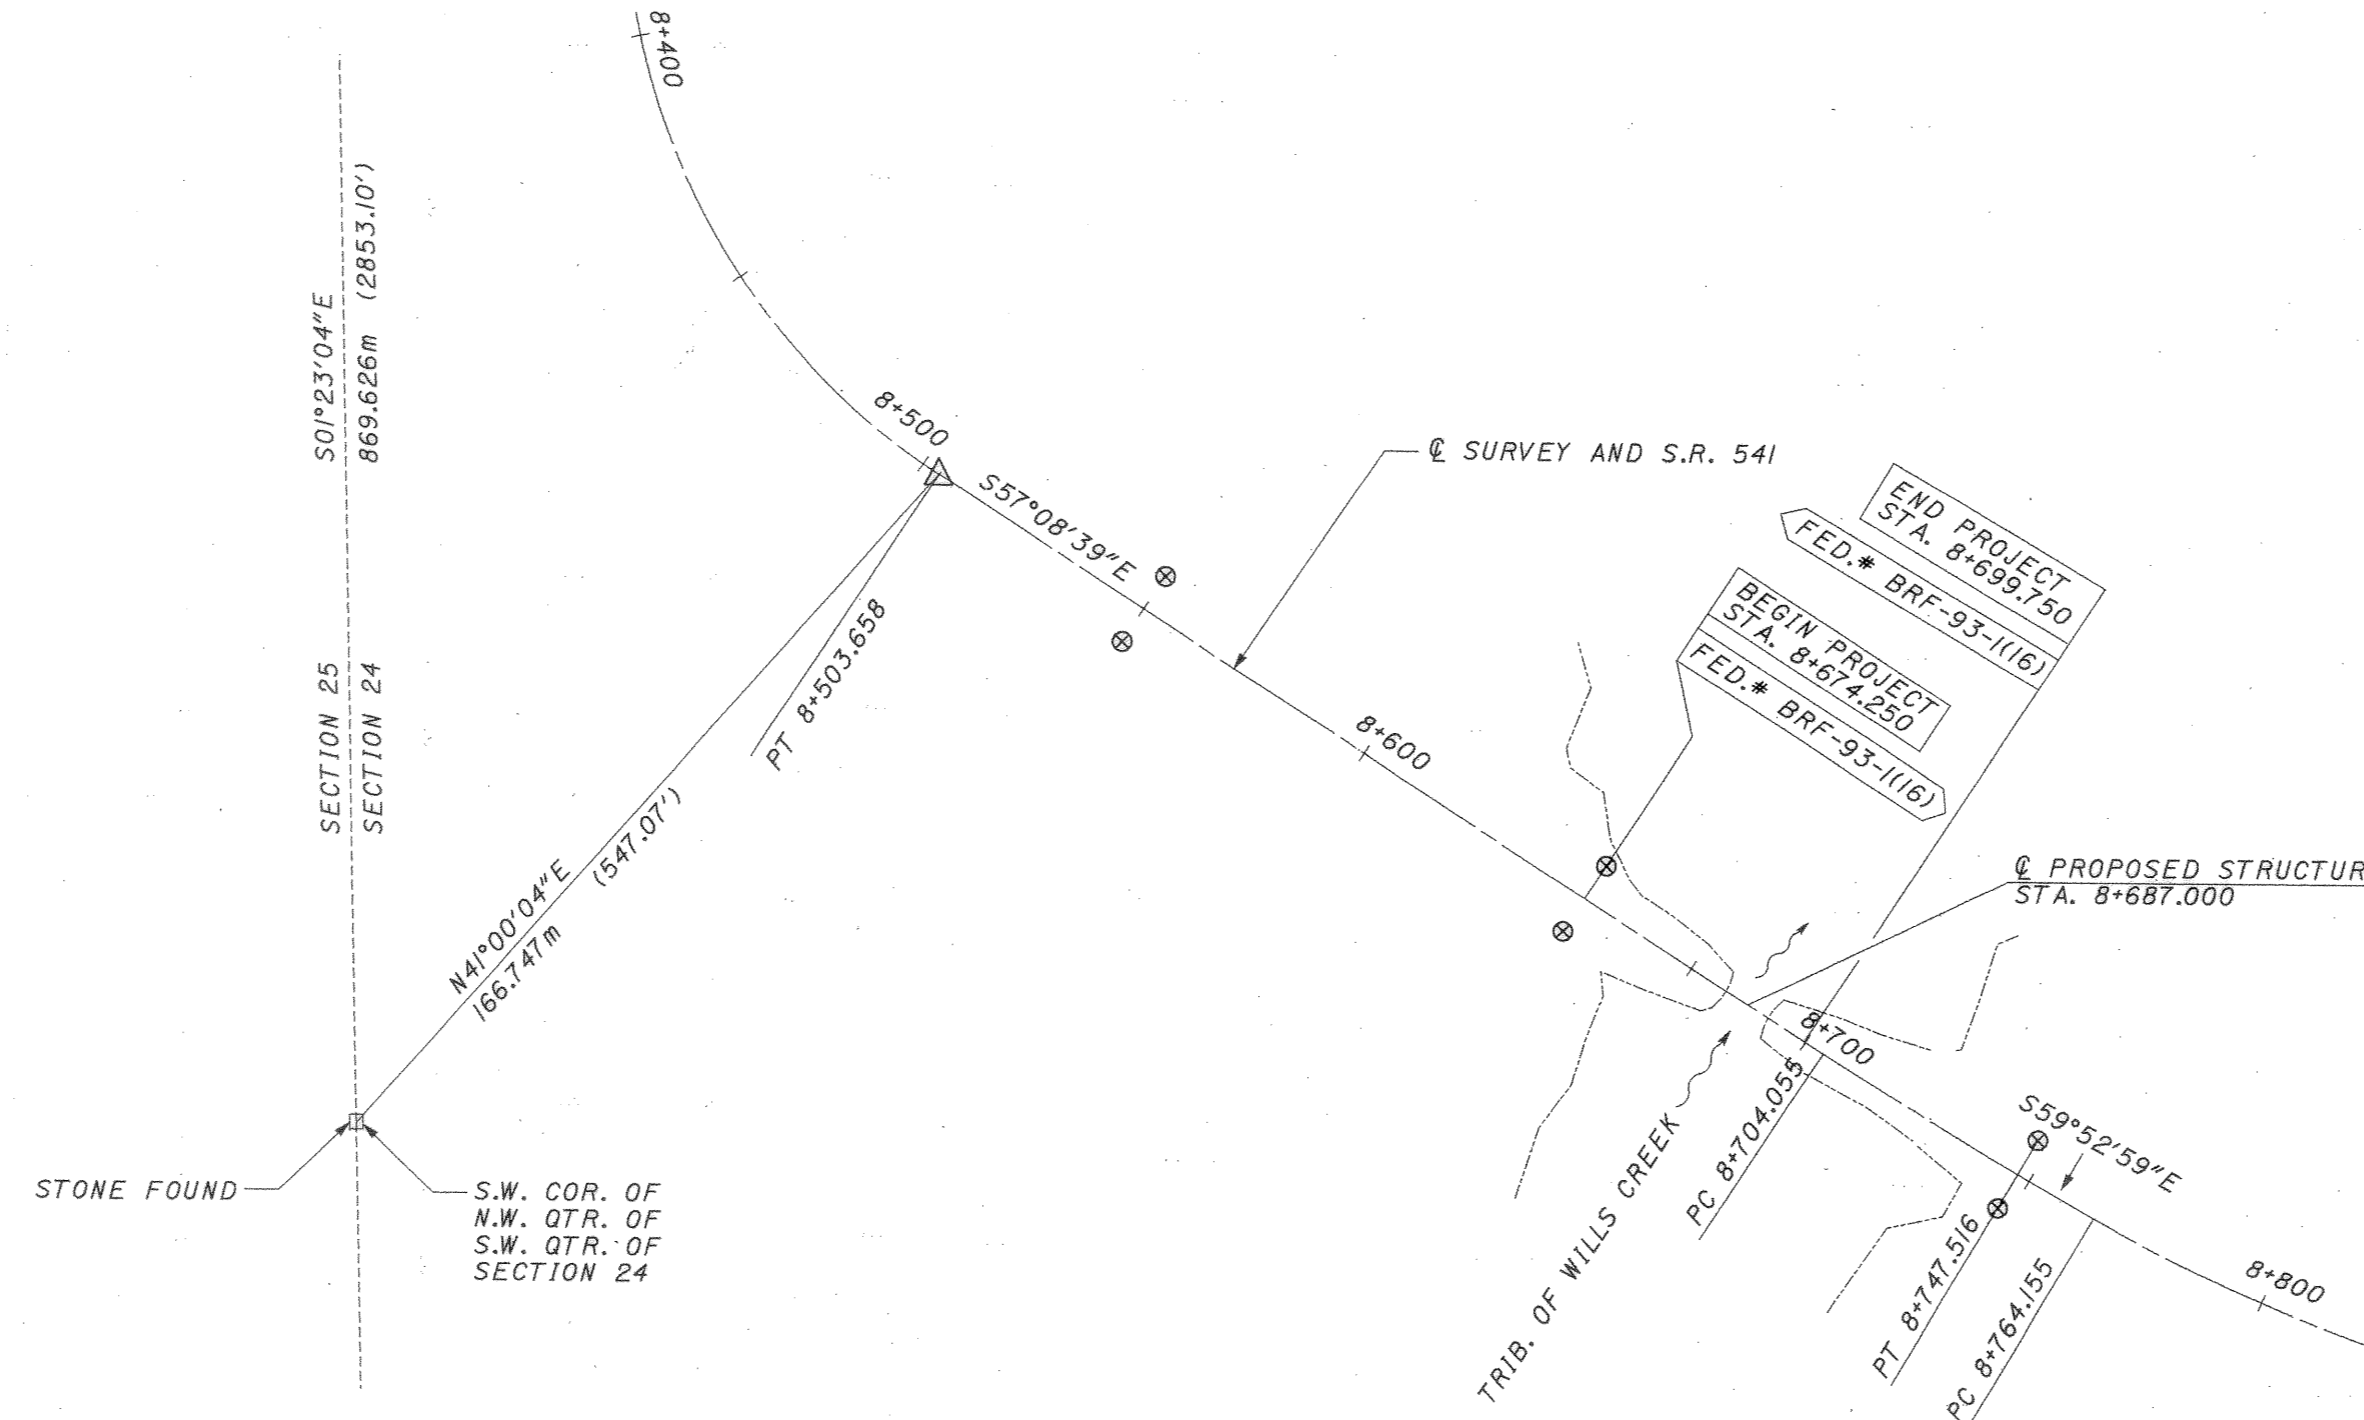 8+400
S01°23'04"E
869.626m (2853.10')
8+500
℄ SURVEY AND S.R. 541
S57°08'39"E
END PROJECT
STA. 8+699.750
FED.# BRF-93-1(16)
BEGIN PROJECT
STA. 8+674.250
FED.# BRF-93-1(16)
PT 8+503.658
SECTION 25
SECTION 24
8+600
N41°00'04"E (547.07')
166.747m
℄ PROPOSED STRUCTUR
STA. 8+687.000
8+700
PC 8+704.055
S59°52'59"E
TRIB. OF WILLS CREEK
STONE FOUND
S.W. COR. OF
N.W. QTR. OF
S.W. QTR. OF
SECTION 24
PT 8+747.516
PC 8+764.155
8+800